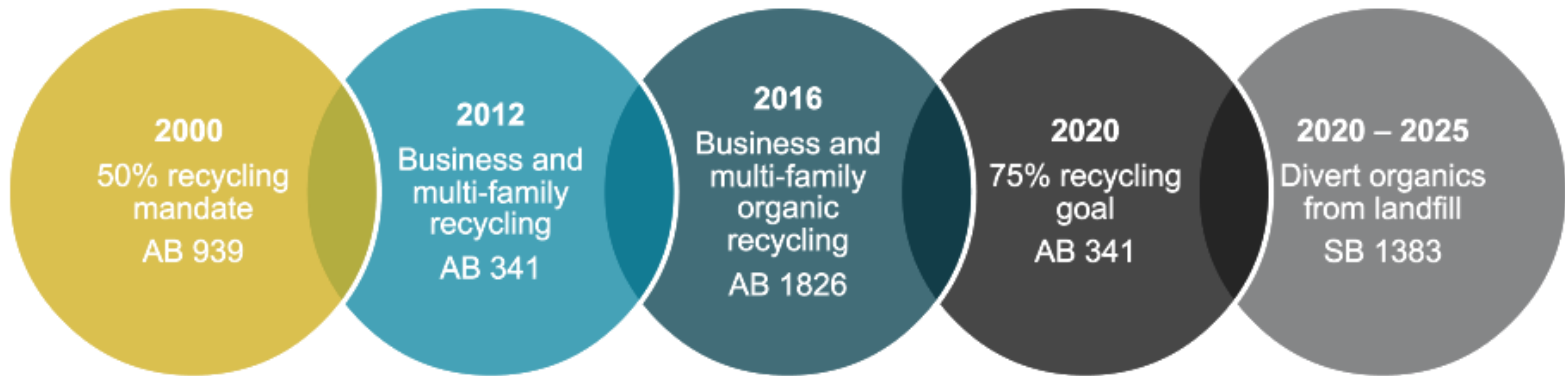 2000
50% recycling
mandate
AB 939
2012
Business and
multi-family
recycling
AB 341
2016
Business and
multi-family
organic
recycling
AB 1826
2020
75% recycling
goal
AB 341
2020 – 2025
Divert organics
from landfill
SB 1383